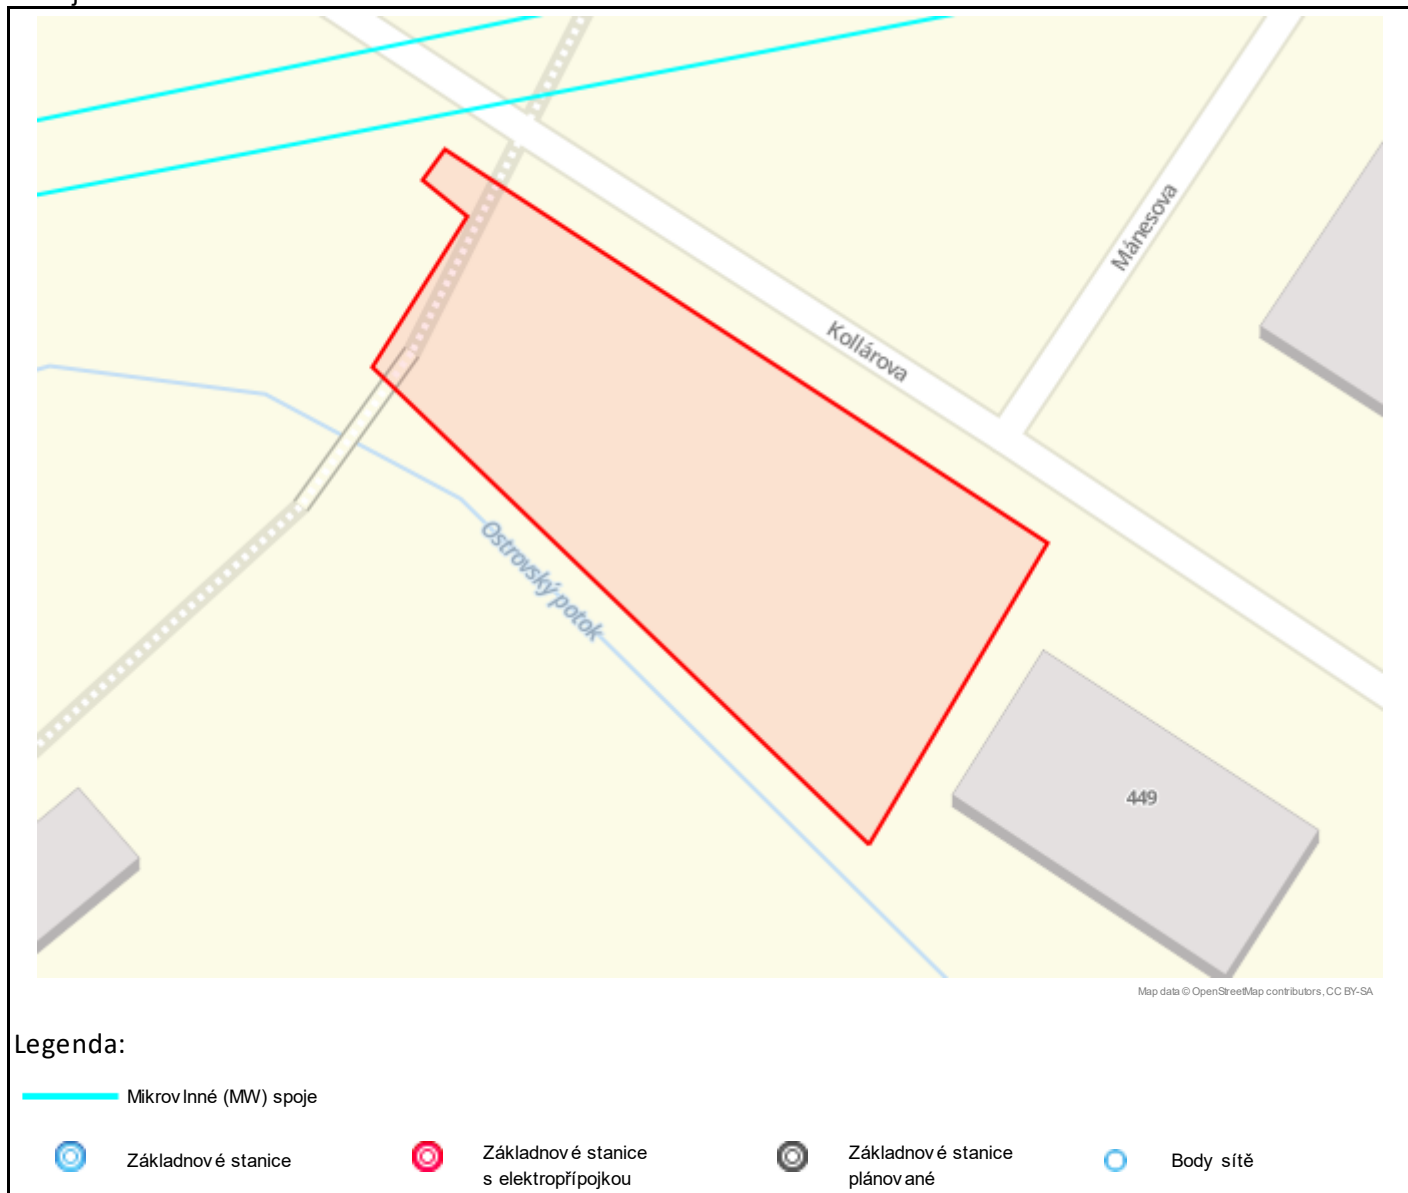 Mánesova
Kollárova
Ostrovský potok
449
Map data © OpenStreetMap contributors, CC BY-SA
Legenda:
Mikrovlnné (MW) spoje
Základnové stanice
Základnové stanice
s elektropřípojkou
Základnové stanice
plánované
Body sítě